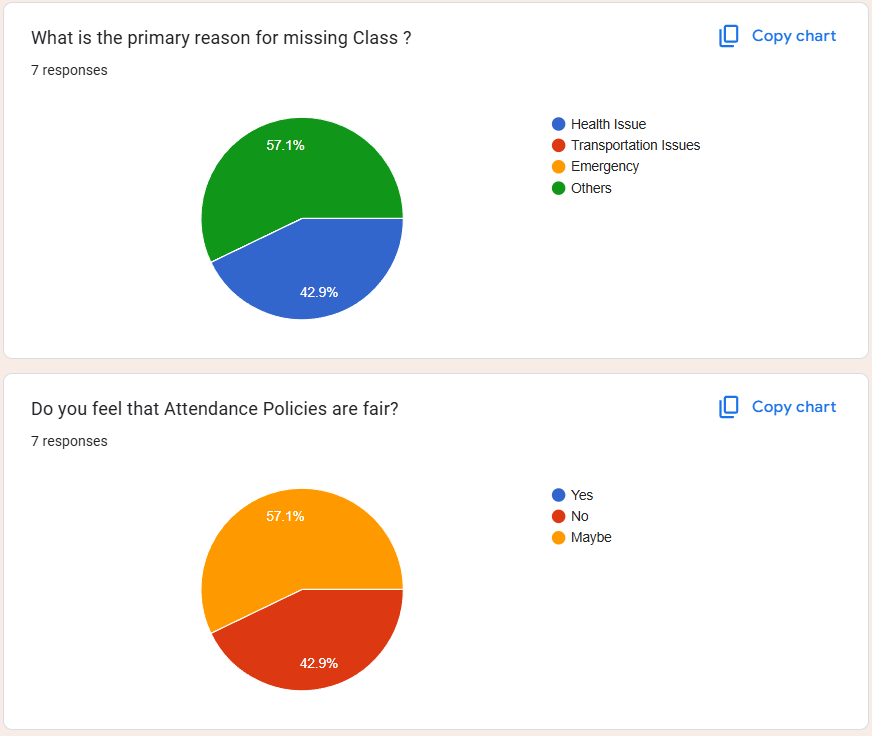 What is the primary reason for missing Class ?
Copy chart
7 responses
57.1%
42.9%
Health Issue
Transportation Issues
Emergency
Others
Do you feel that Attendance Policies are fair?
Copy chart
7 responses
57.1%
42.9%
Yes
No
Maybe